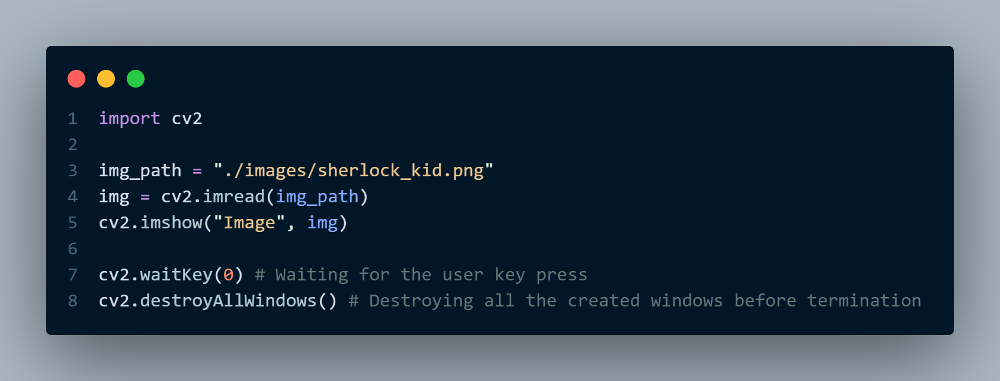 1 import cv2
2
3 img_path = "./images/sherlock_kid.png"
4 img = cv2.imread(img_path)
5 cv2.imshow("Image", img)
6
7 cv2.waitKey(0) # Waiting for the user key press
8 cv2.destroyAllWindows() # Destroying all the created windows before termination